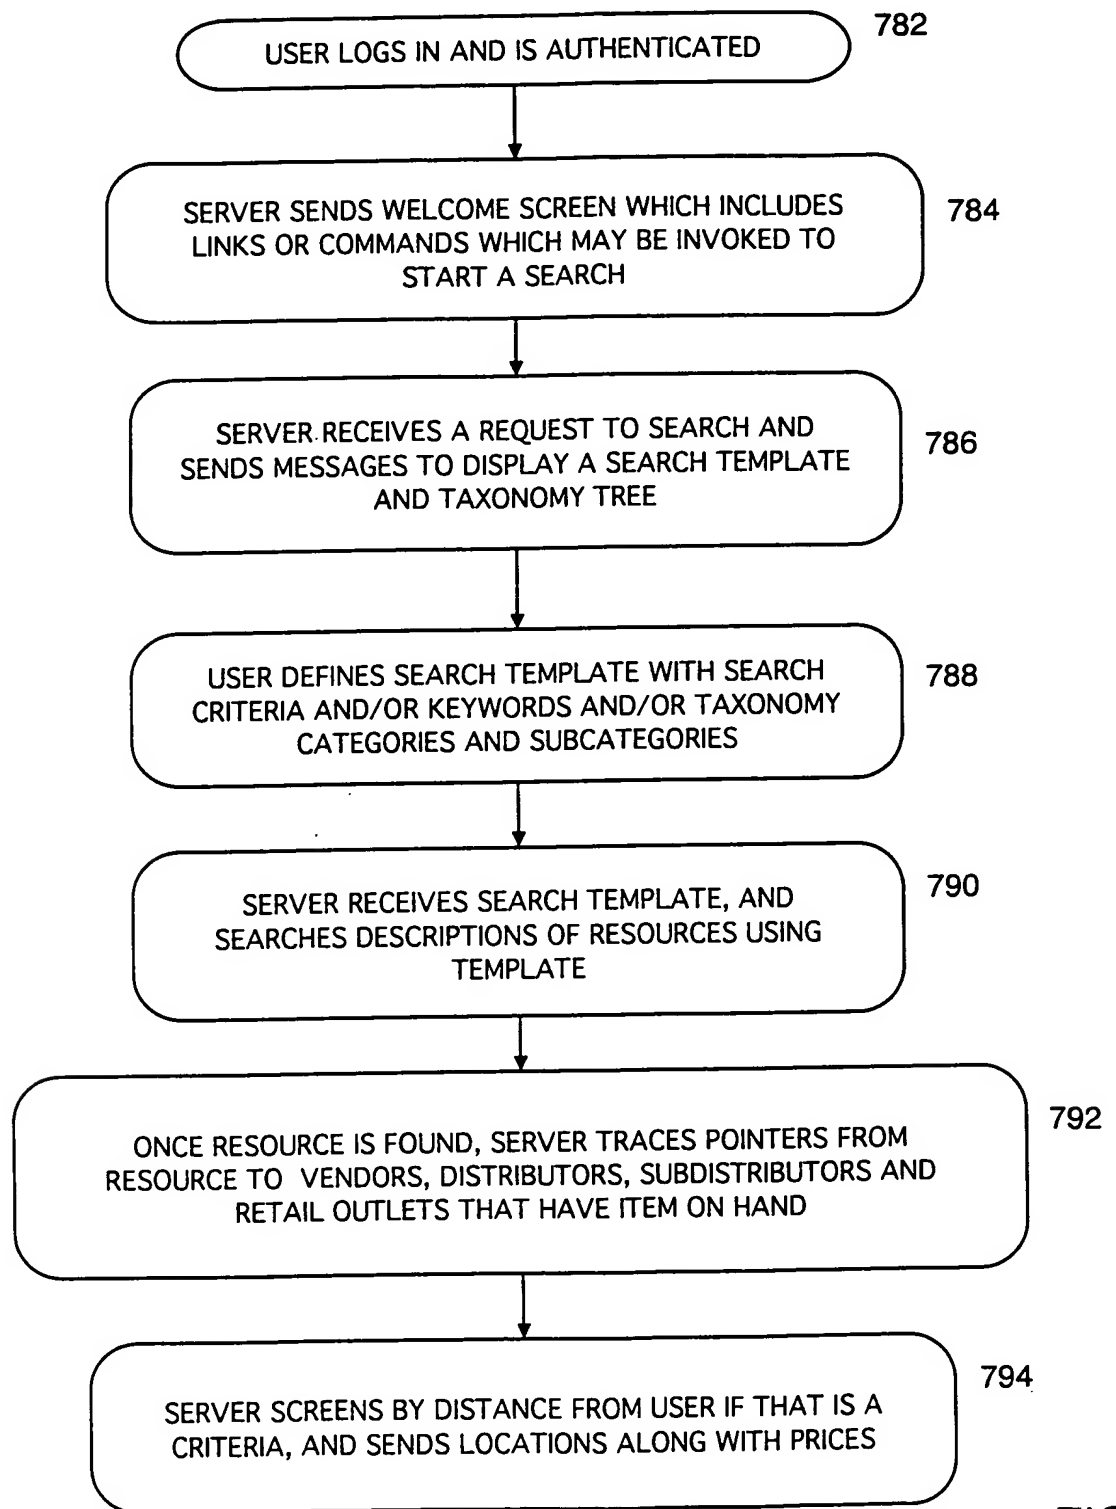 782
USER LOGS IN AND IS AUTHENTICATED
784
SERVER SENDS WELCOME SCREEN WHICH INCLUDES
LINKS OR COMMANDS WHICH MAY BE INVOKED TO
START A SEARCH
786
SERVER RECEIVES A REQUEST TO SEARCH AND
SENDS MESSAGES TO DISPLAY A SEARCH TEMPLATE
AND TAXONOMY TREE
788
USER DEFINES SEARCH TEMPLATE WITH SEARCH
CRITERIA AND/OR KEYWORDS AND/OR TAXONOMY
CATEGORIES AND SUBCATEGORIES
790
SERVER RECEIVES SEARCH TEMPLATE, AND
SEARCHES DESCRIPTIONS OF RESOURCES USING
TEMPLATE
792
ONCE RESOURCE IS FOUND, SERVER TRACES POINTERS FROM
RESOURCE TO VENDORS, DISTRIBUTORS, SUBDISTRIBUTORS AND
RETAIL OUTLETS THAT HAVE ITEM ON HAND
794
SERVER SCREENS BY DISTANCE FROM USER IF THAT IS A
CRITERIA, AND SENDS LOCATIONS ALONG WITH PRICES